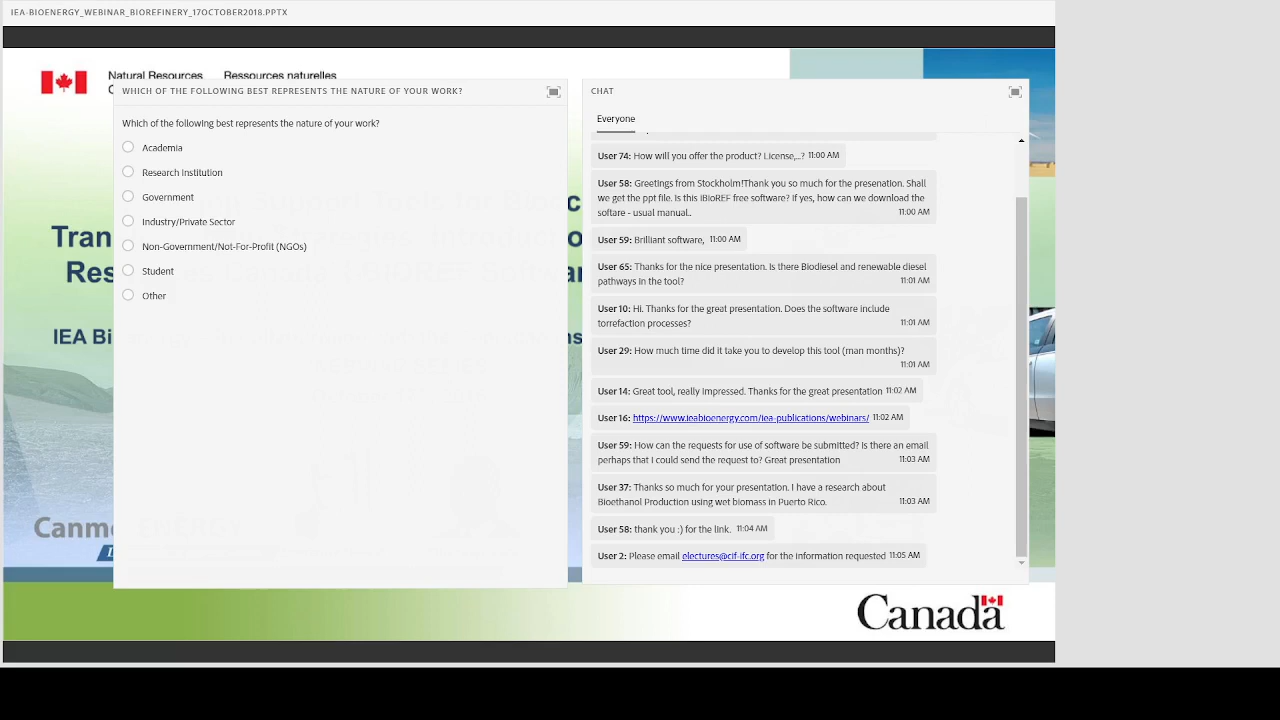 IEA-BIOENERGY_WEBINAR_BIOREFINERY_17OCTOBER2018.PPTX
Natural Resources Ressources naturelles
WHICH OF THE FOLLOWING BEST REPRESENTS THE NATURE OF YOUR WORK?
Which of the following best represents the nature of your work?
Academia
Research Institution
Government
Industry/Private Sector
Non-Government/Not-For-Profit (NGOs)
Student
Other
CHAT
Everyone
User 74: How will you offer the product? License,...? 11:00 AM
User 58: Greetings from Stockholm!Thank you so much for the presenation. Shall
we get the ppt file. Is this IBioREF free software? If yes, how can we download the
softare - usual manual..
11:00 AM
User 59: Brilliant software, 11:00 AM
User 65: Thanks for the nice presentation. Is there Biodiesel and renewable diesel
pathways in the tool?
11:01 AM
User 10: Hi. Thanks for the great presentation. Does the software include
torrefaction processes?
11:01 AM
User 29: How much time did it take you to develop this tool (man months)?
11:01 AM
User 14: Great tool, really impressed. Thanks for the great presentation 11:02 AM
User 16: https://www.ieabioenergy.com/iea-publications/webinars/ 11:02 AM
User 59: How can the requests for use of software be submitted? Is there an email
perhaps that I could send the request to? Great presentation 11:03 AM
User 37: Thanks so much for your presentation. I have a research about
Bioethanol Production using wet biomass in Puerto Rico. 11:03 AM
User 58: thank you :) for the link. 11:04 AM
User 2: Please email electures@cif-ifc.org for the information requested 11:05 AM
Canada